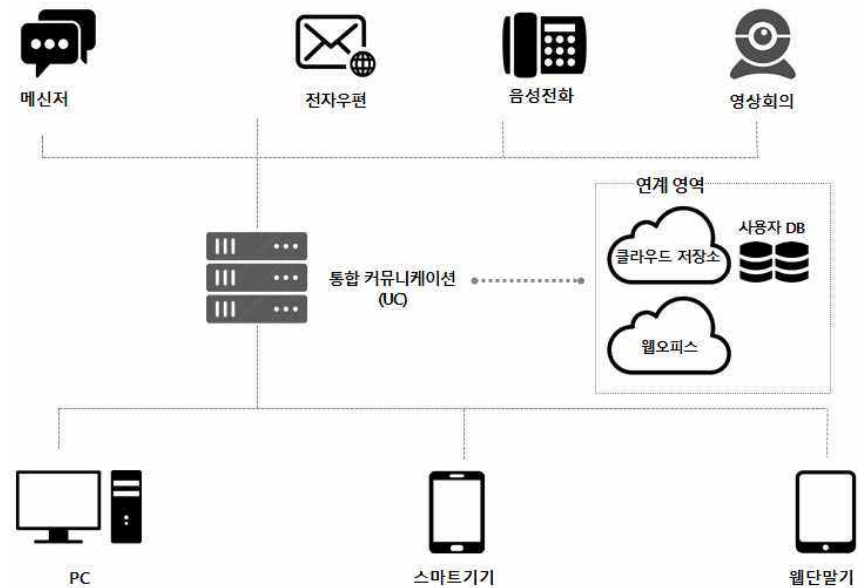 메신저
전자우편
음성전화
영상회의
연계 영역
사용자 DB
클라우드 저장소
통합 커뮤니케이션
(UC)
웹오피스
PC
스마트기기
웹단말기